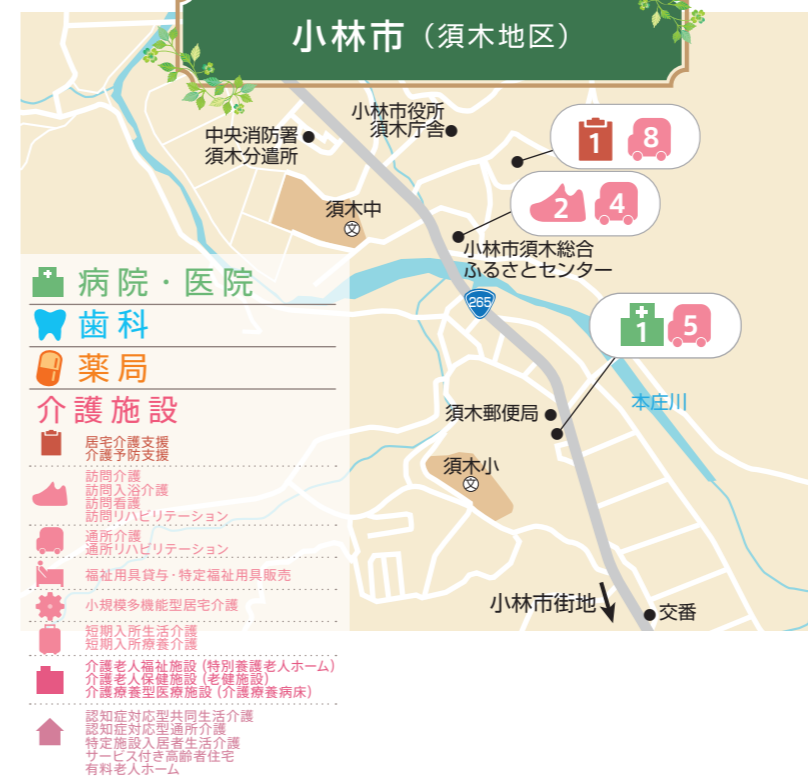 小林市（須木地区）
小林市役所
須木庁舎
中央消防署
須木分遣所
1 8
須木中
文
2 4
小林市須木総合
ふるさとセンター
265
1 5
本庄川
須木郵便局
須木小
文
小林市街地
交番
病院・医院
歯科
薬局
介護施設
居宅介護支援
介護予防支援
訪問介護
訪問入浴介護
訪問看護
訪問リハビリテーション
通所介護
通所リハビリテーション
福祉用具貸与・特定福祉用具販売
小規模多機能型居宅介護
短期入所生活介護
短期入所療養介護
介護老人福祉施設（特別養護老人ホーム）
介護老人保健施設（老健施設）
介護療養型医療施設（介護療養病床）
認知症対応型共同生活介護
認知症対応型通所介護
特定施設入居者生活介護
サービス付き高齢者住宅
有料老人ホーム